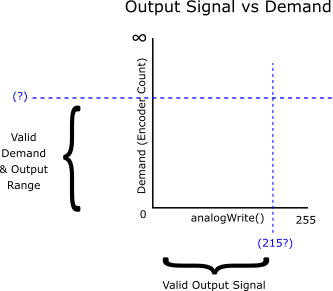 Output Signal vs Demand
∞
Demand (Encoder Count)
(?)
Valid
Demand
& Output
Range
0
analogWrite()
255
(215?)
Valid Output Signal